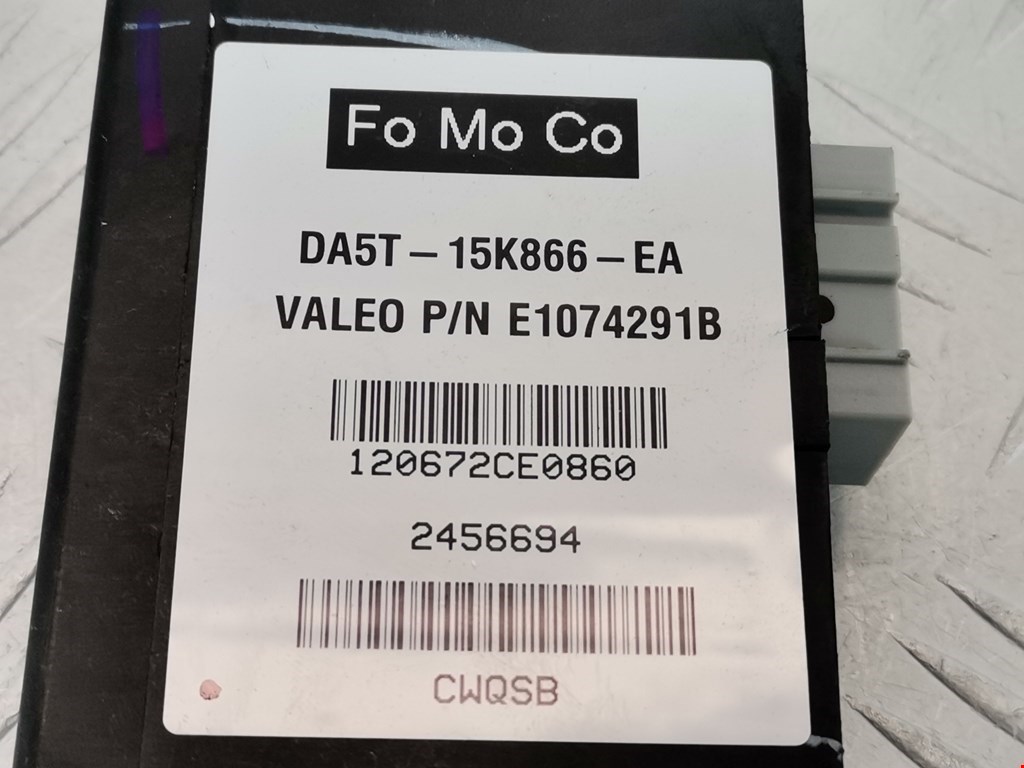 Fo Mo Co
DA5T – 15K866 – EA
VALEO P/N E1074291B
120672CE0860
2456694
CWQSB